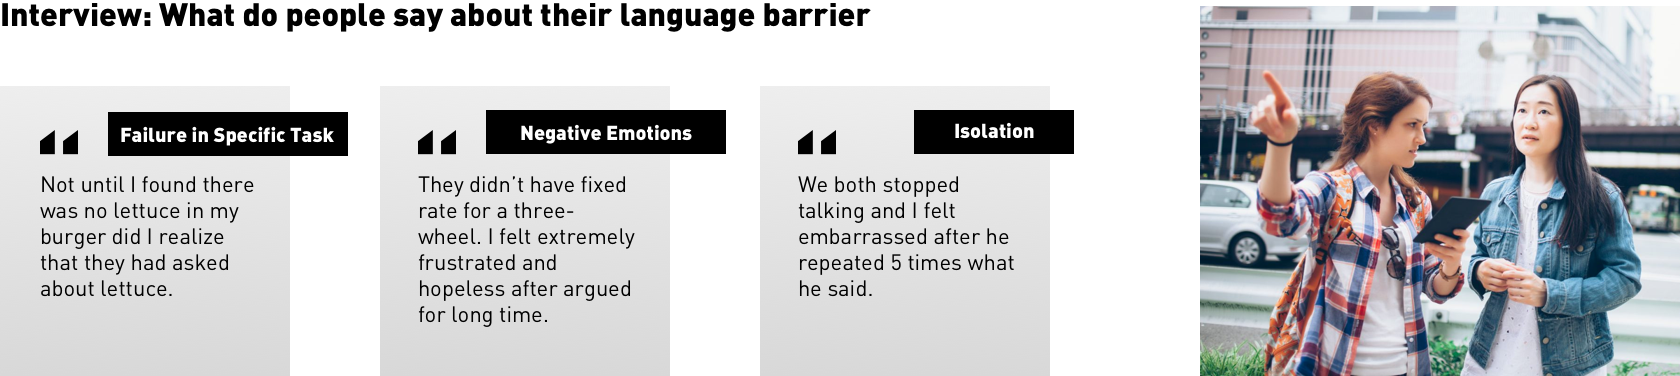 Interview: What do people say about their language barrier
Failure in Specific Task
Not until I found there
was no lettuce in my
burger did I realize
that they had asked
about lettuce.
Negative Emotions
They didn’t have fixed
rate for a three-
wheel. I felt extremely
frustrated and
hopeless after argued
for long time.
Isolation
We both stopped
talking and I felt
embarrassed after he
repeated 5 times what
he said.